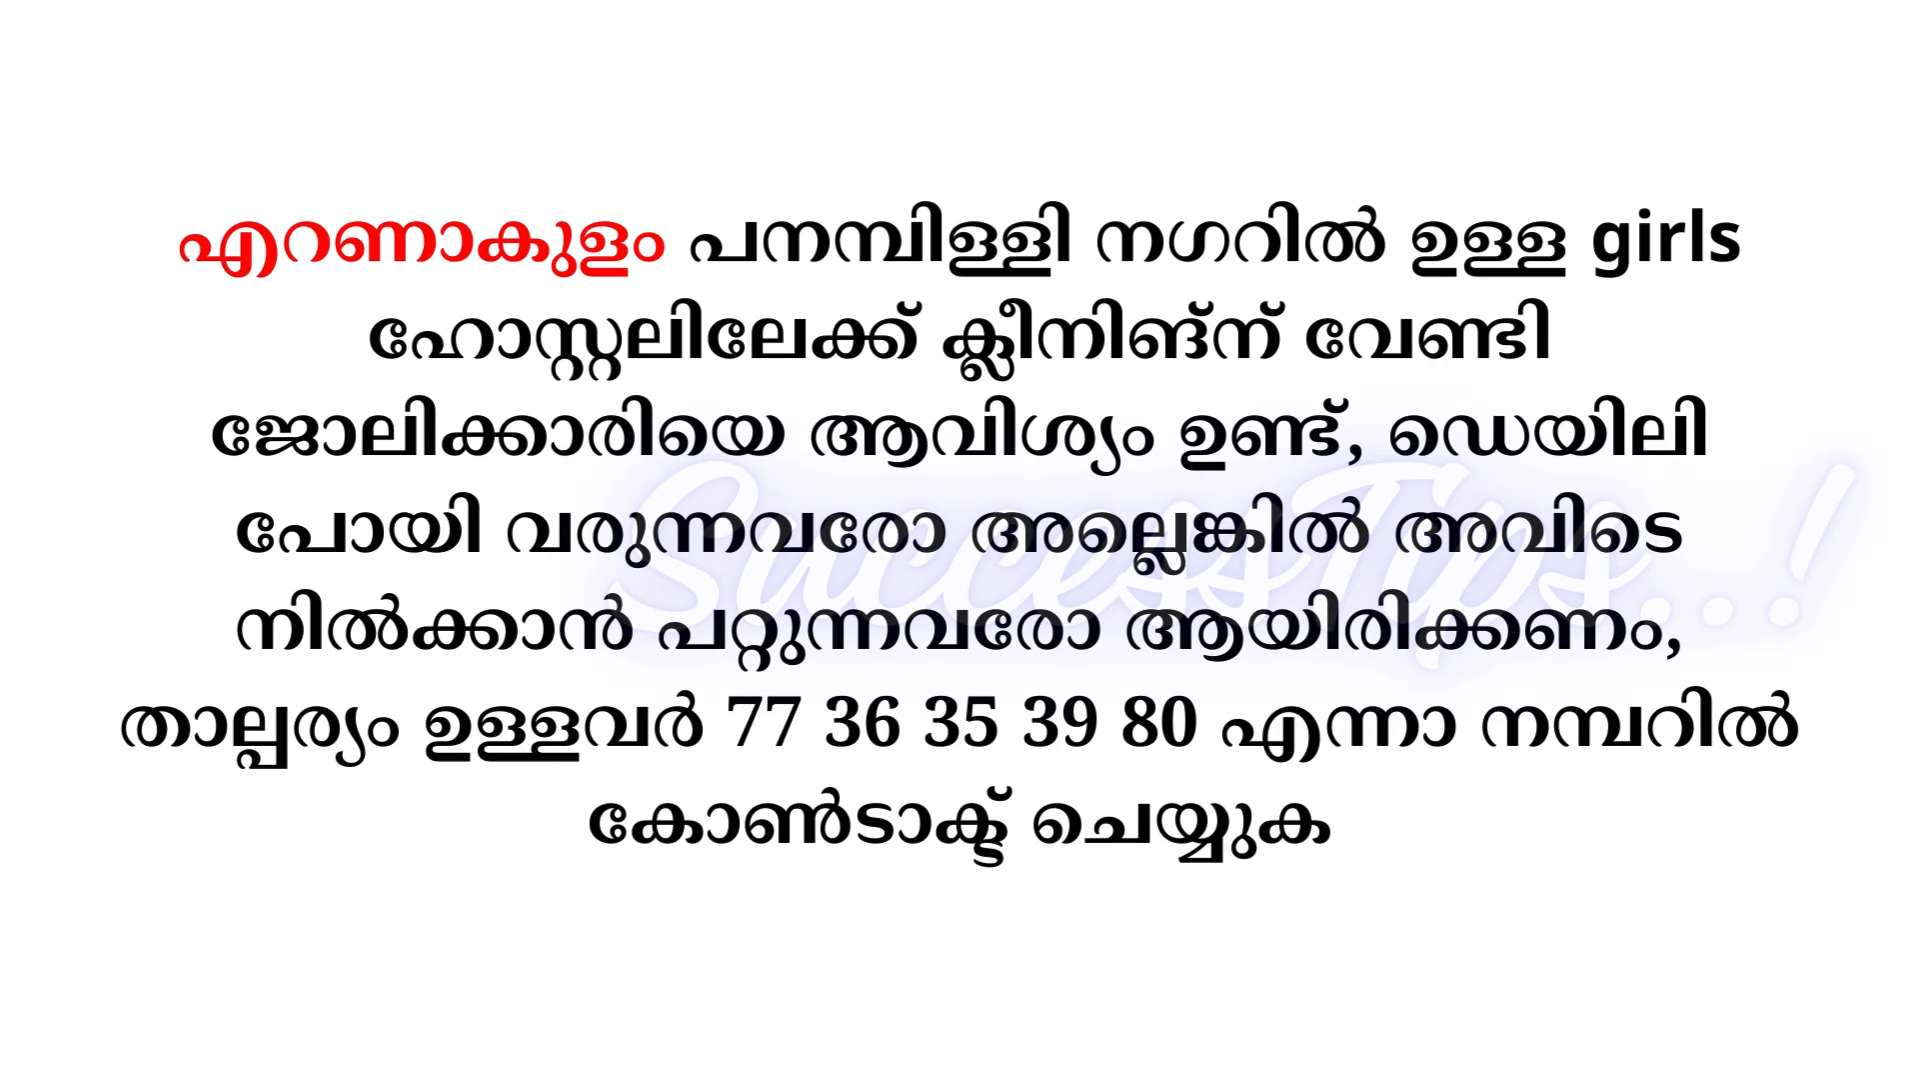 എറണാകുളം പനമ്പിള്ളി നഗറിൽ ഉള്ള girls
ഹോസ്റ്റലിലേക്ക് ക്ലീനിങ്ന് വേണ്ടി
ജോലിക്കാരിയെ ആവിശ്യം ഉണ്ട്, ഡെയിലി
പോയി വരുന്നവരോ അല്ലെങ്കിൽ അവിടെ
നിൽക്കാൻ പറ്റുന്നവരോ ആയിരിക്കണം,
താല്പര്യം ഉള്ളവർ 77 36 35 39 80 എന്നാ നമ്പറിൽ
കോൺടാക്ട് ചെയ്യുക
SuccessTips...!